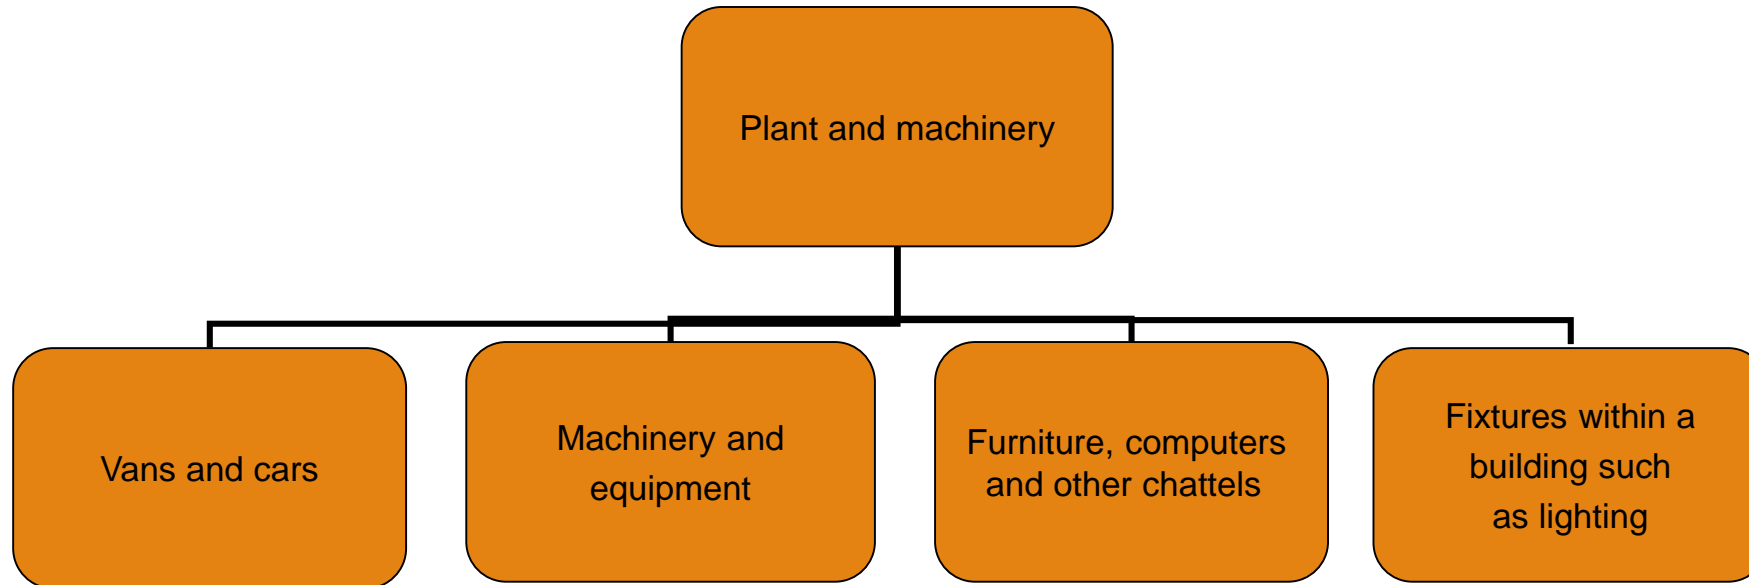 Plant and machinery
Vans and cars
Machinery and
equipment
Furniture, computers
and other chattels
Fixtures within a
building such
as lighting